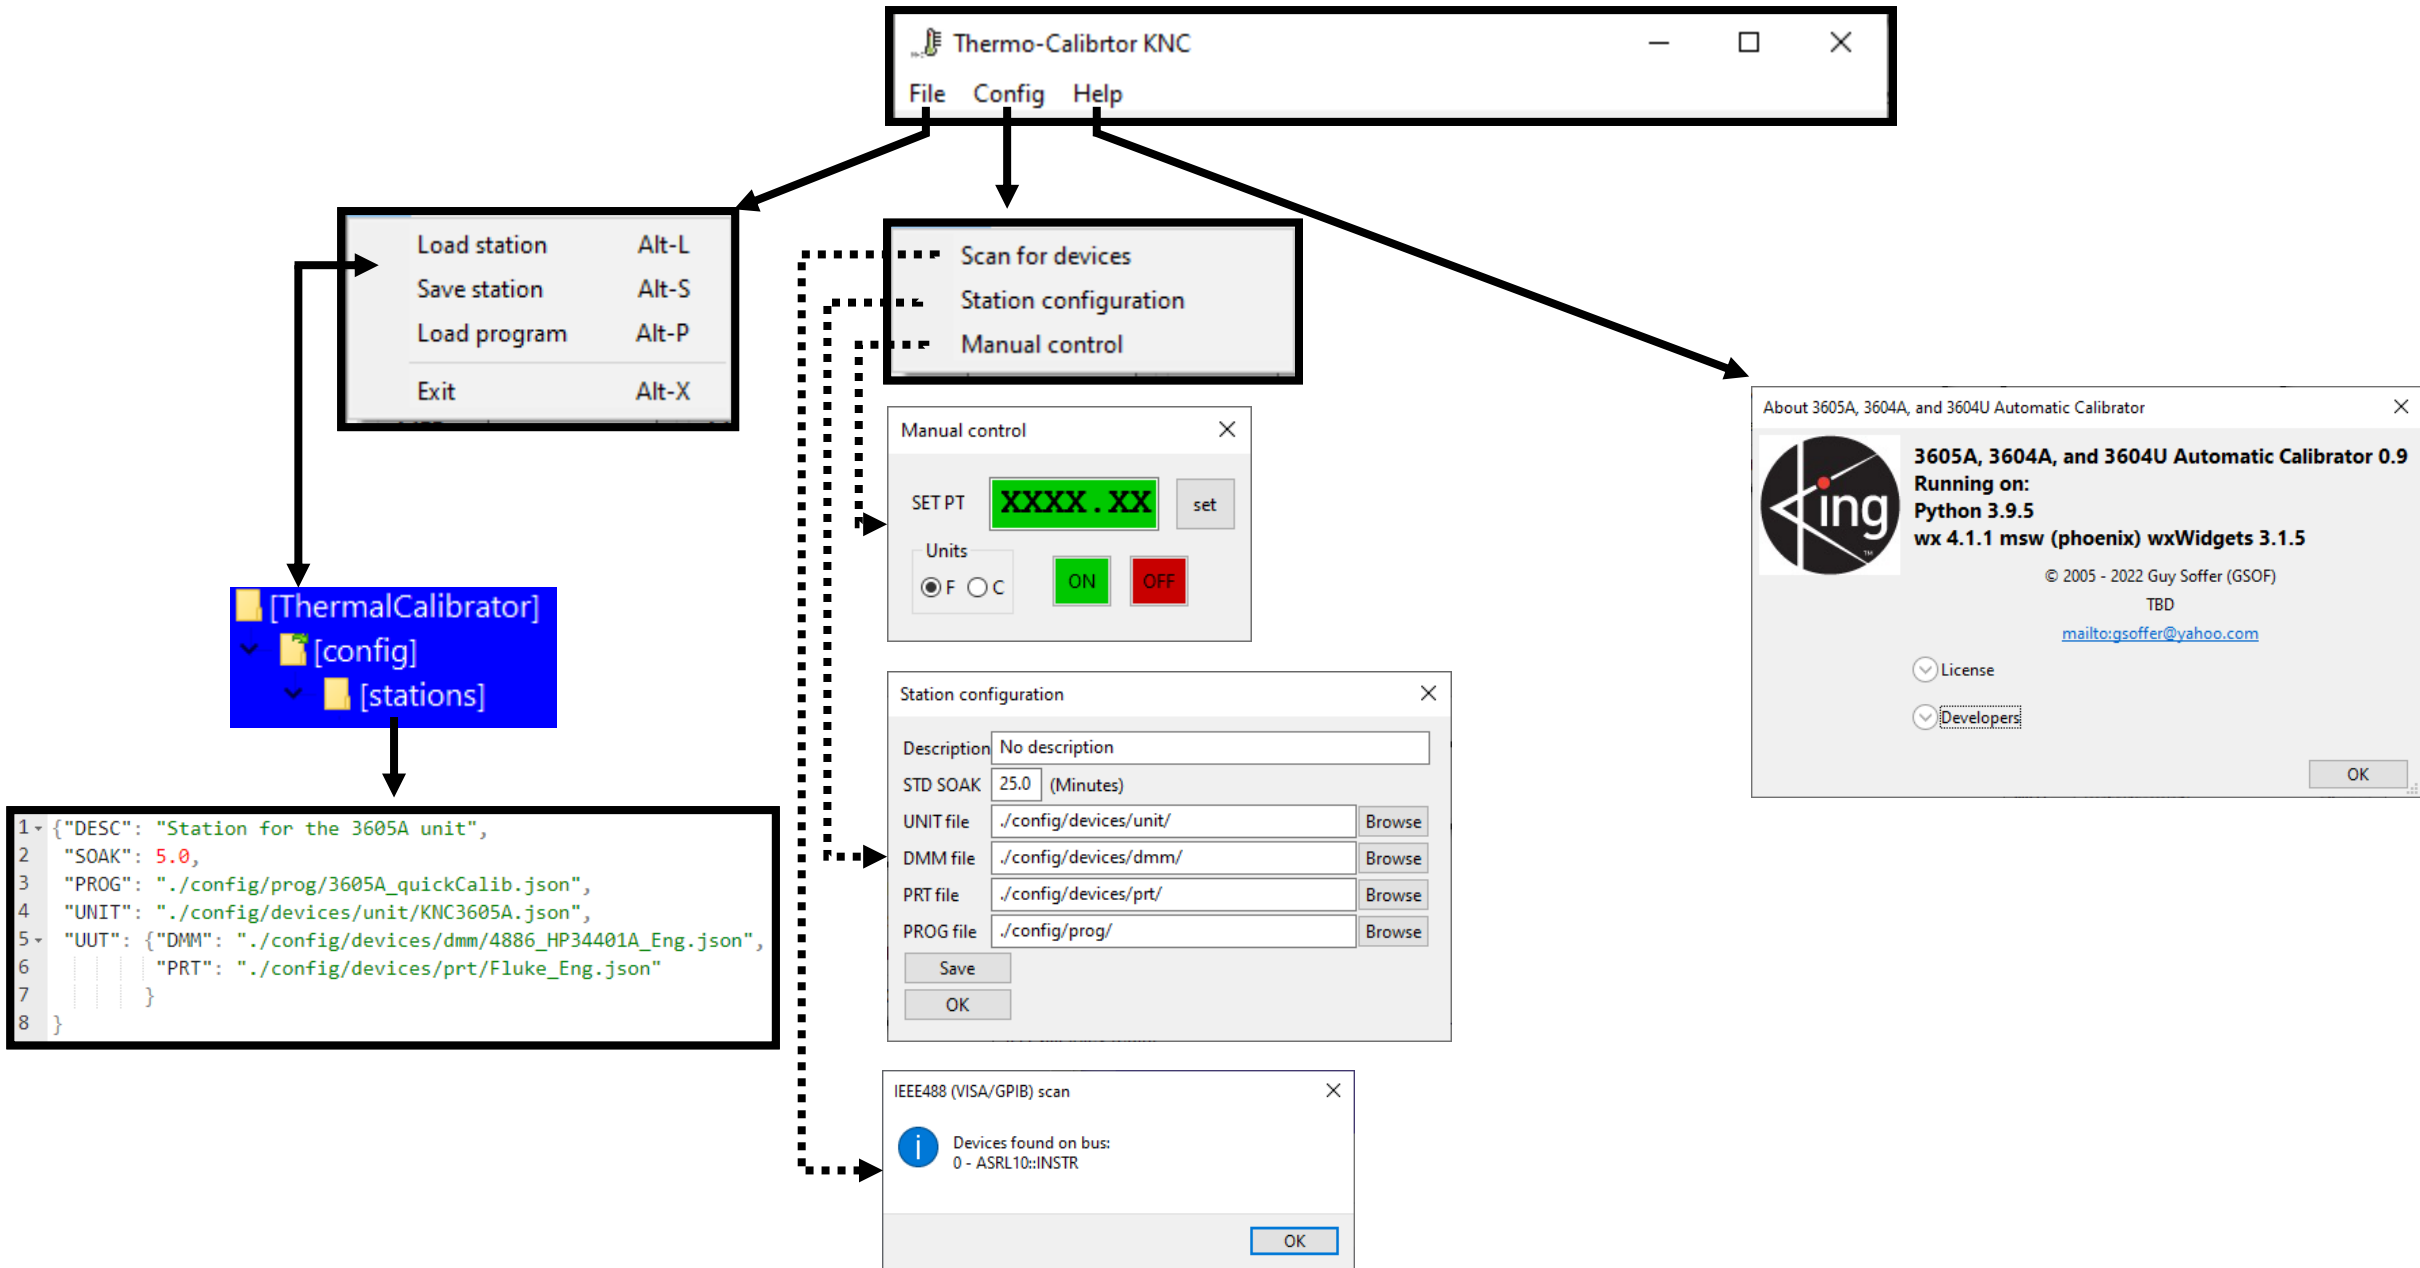 Thermo-Calibrtor KNC
File Config Help
Load station Alt-L
Save station Alt-S
Load program Alt-P
Exit Alt-X
Scan for devices
Station configuration
Manual control
[ThermalCalibrator]
[config]
[stations]
1 {"DESC": "Station for the 3605A unit",
2 "SOAK": 5.0,
3 "PROG": "./config/prog/3605A_quickCalib.json",
4 "UNIT": "./config/devices/unit/KNC3605A.json",
5 "UUT": {"DMM": "./config/devices/dmm/4886_HP34401A_Eng.json",
6 "PRT": "./config/devices/prt/Fluke_Eng.json"
7 }
8 }
Manual control
SET PT XXXX.XX set
Units
F C ON OFF
Station configuration
Description No description
STD SOAK 25.0 (Minutes)
UNIT file ./config/devices/unit/ Browse
DMM file ./config/devices/dmm/ Browse
PRT file ./config/devices/prt/ Browse
PROG file ./config/prog/ Browse
Save
OK
IEEE488 (VISA/GPIB) scan
Devices found on bus:
0 - ASRL10::INSTR
OK
About 3605A, 3604A, and 3604U Automatic Calibrator
King TM
3605A, 3604A, and 3604U Automatic Calibrator 0.9
Running on:
Python 3.9.5
wx 4.1.1 msw (phoenix) wxWidgets 3.1.5
© 2005 - 2022 Guy Soffer (GSOF)
TBD
mailto:gsoffer@yahoo.com
License
Developers
OK